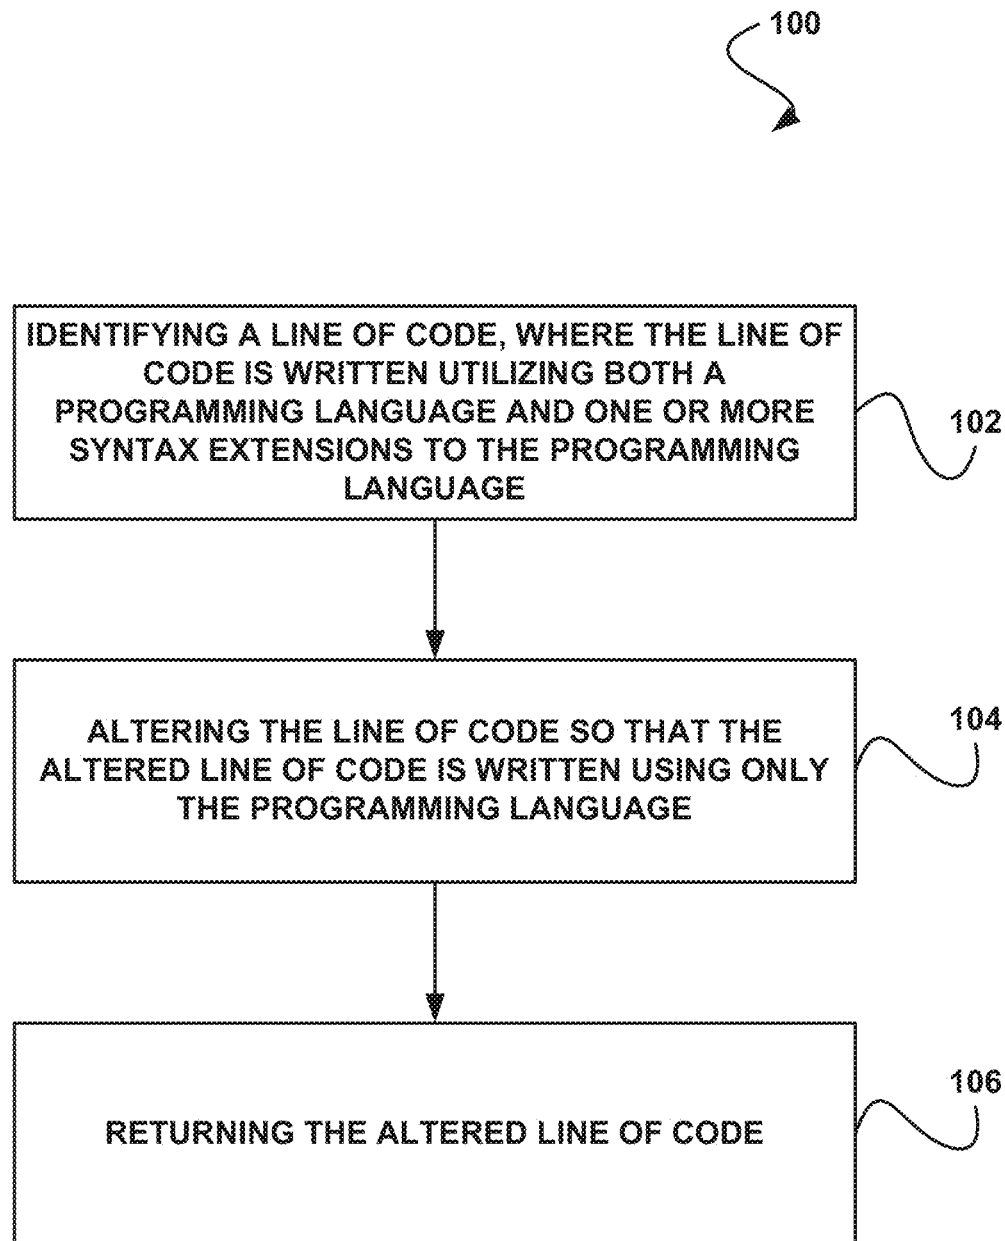 100
IDENTIFYING A LINE OF CODE, WHERE THE LINE OF
CODE IS WRITTEN UTILIZING BOTH A
PROGRAMMING LANGUAGE AND ONE OR MORE
SYNTAX EXTENSIONS TO THE PROGRAMMING
LANGUAGE
102
ALTERING THE LINE OF CODE SO THAT THE
ALTERED LINE OF CODE IS WRITTEN USING ONLY
THE PROGRAMMING LANGUAGE
104
RETURNING THE ALTERED LINE OF CODE
106